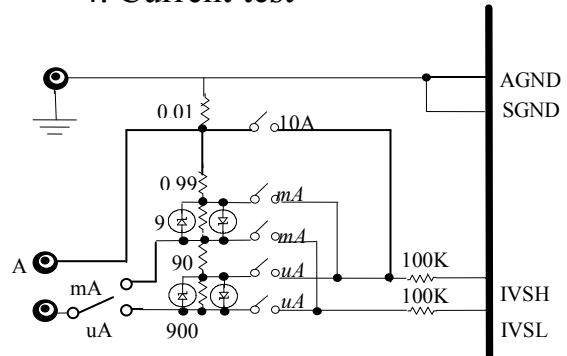 4. Current test
AGND
SGND
0.01
10A
0.99
mA
9
mA
A
90
uA
100K
mA
IVSH
uA
100K
uA
900
IVSL